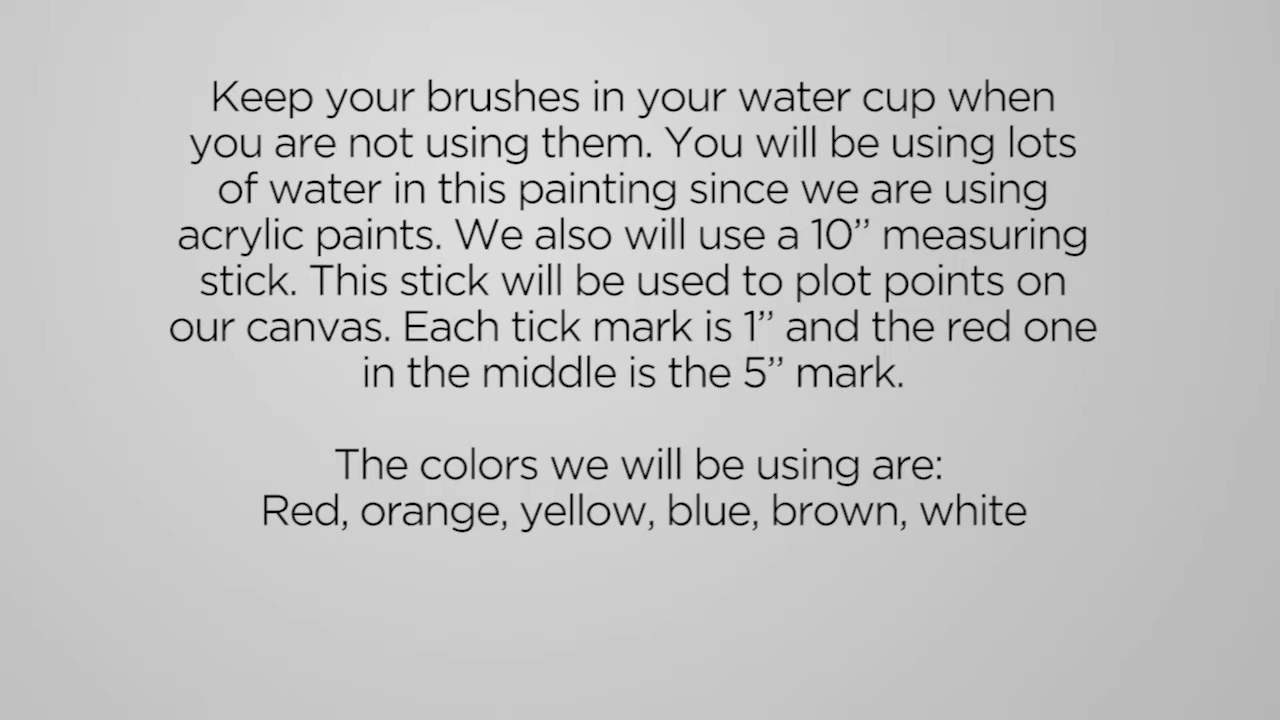 Keep your brushes in your water cup when
you are not using them. You will be using lots
of water in this painting since we are using
acrylic paints. We also will use a 10” measuring
stick. This stick will be used to plot points on
our canvas. Each tick mark is 1” and the red one
in the middle is the 5” mark.
The colors we will be using are:
Red, orange, yellow, blue, brown, white